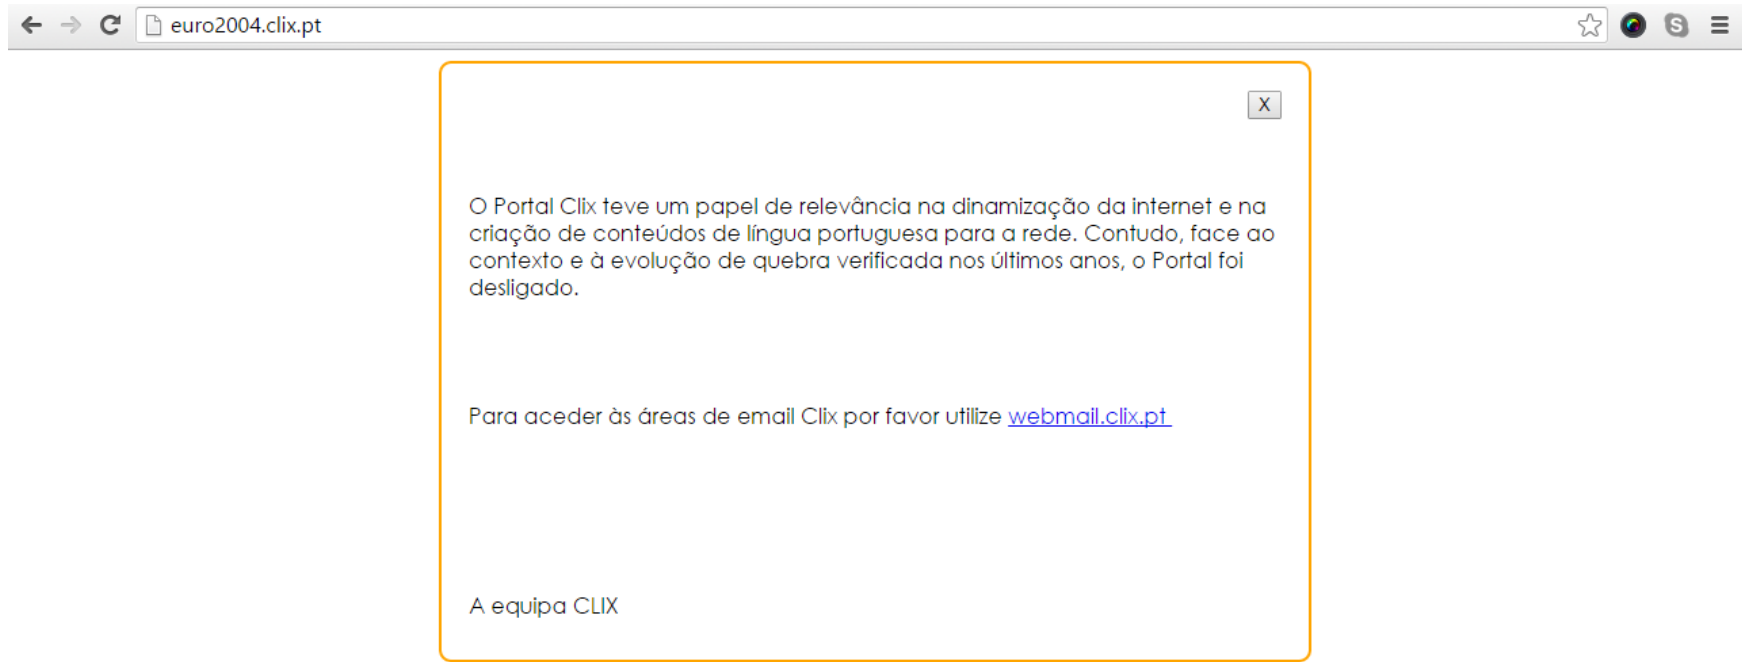 euro2004.clix.pt
X
O Portal Clix teve um papel de relevância na dinamização da internet e na
criação de conteúdos de língua portuguesa para a rede. Contudo, face ao
contexto e à evolução de quebra verificada nos últimos anos, o Portal foi
desligado.
Para aceder às áreas de email Clix por favor utilize webmail.clix.pt
A equipa CLIX